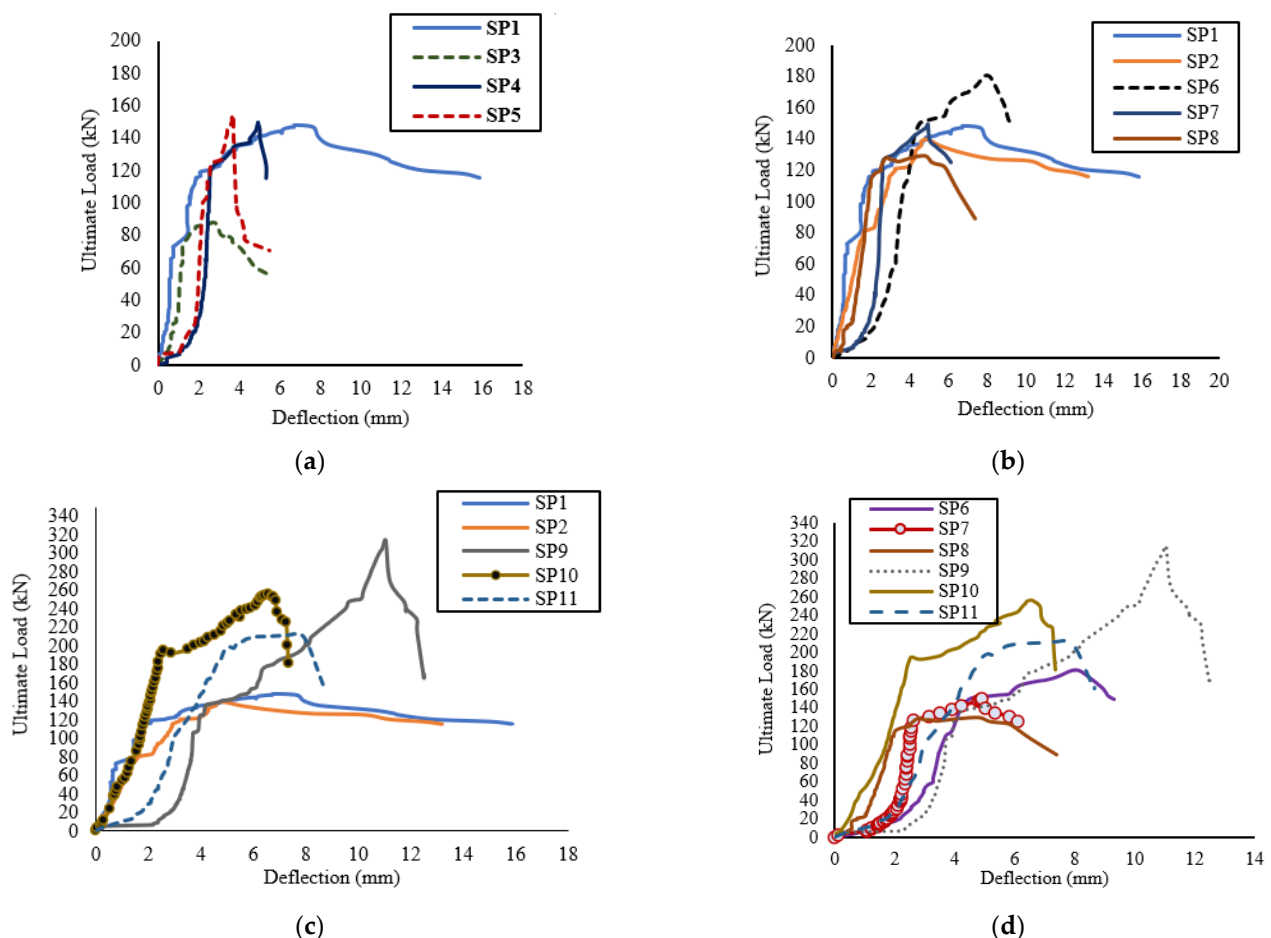 SP1
SP3
SP4
SP5
Ultimate Load (kN)
200
180
160
140
120
100
80
60
40
20
0
0 2 4 6 8 10 12 14 16 18
Deflection (mm)
(a)
SP1
SP2
SP6
SP7
SP8
Ultimate Load (kN)
200
180
160
140
120
100
80
60
40
20
0
0 2 4 6 8 10 12 14 16 18 20
Deflection (mm)
(b)
SP1
SP2
SP9
SP10
SP11
Ultimate Load (kN)
340
320
300
280
260
240
220
200
180
160
140
120
100
80
60
40
20
0
0 2 4 6 8 10 12 14 16 18
Deflection (mm)
(c)
SP6
SP7
SP8
SP9
SP10
SP11
Ultimate Load (kN)
340
320
300
280
260
240
220
200
180
160
140
120
100
80
60
40
20
0
0 2 4 6 8 10 12 14
Deflection (mm)
(d)